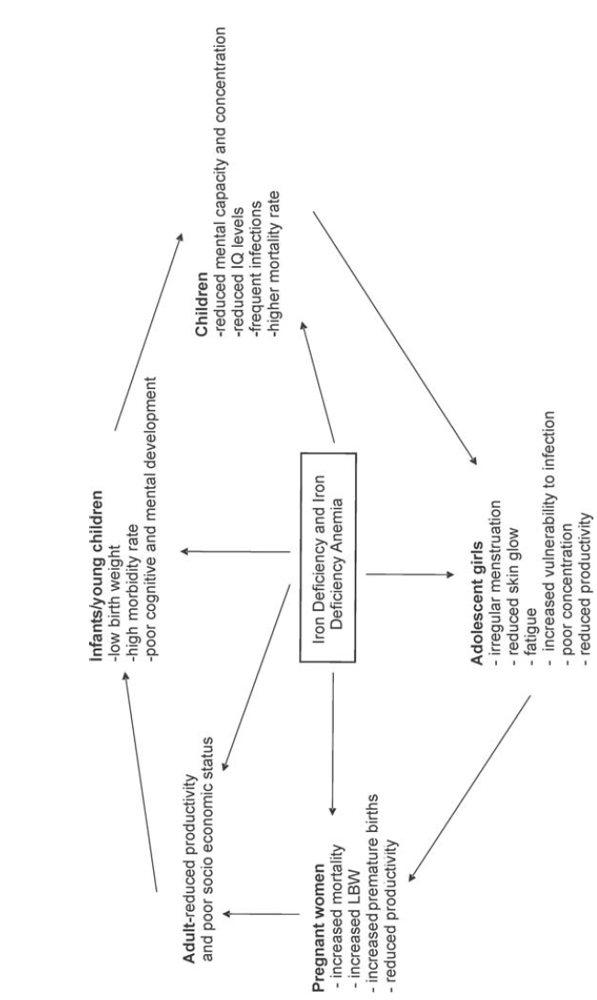 Infants/young children
-low birth weight
-high morbidity rate
-poor cognitive and mental development
Adult-reduced productivity
and poor socio economic status
Children
-reduced mental capacity and concentration
-reduced IQ levels
-frequent infections
-higher mortality rate
Iron Deficiency and Iron
Deficiency Anemia
Pregnant women
- increased mortality
- increased LBW
- increased premature births
- reduced productivity
Adolescent girls
- irregular menstruation
- reduced skin glow
- fatigue
- increased vulnerability to infection
- poor concentration
- reduced productivity